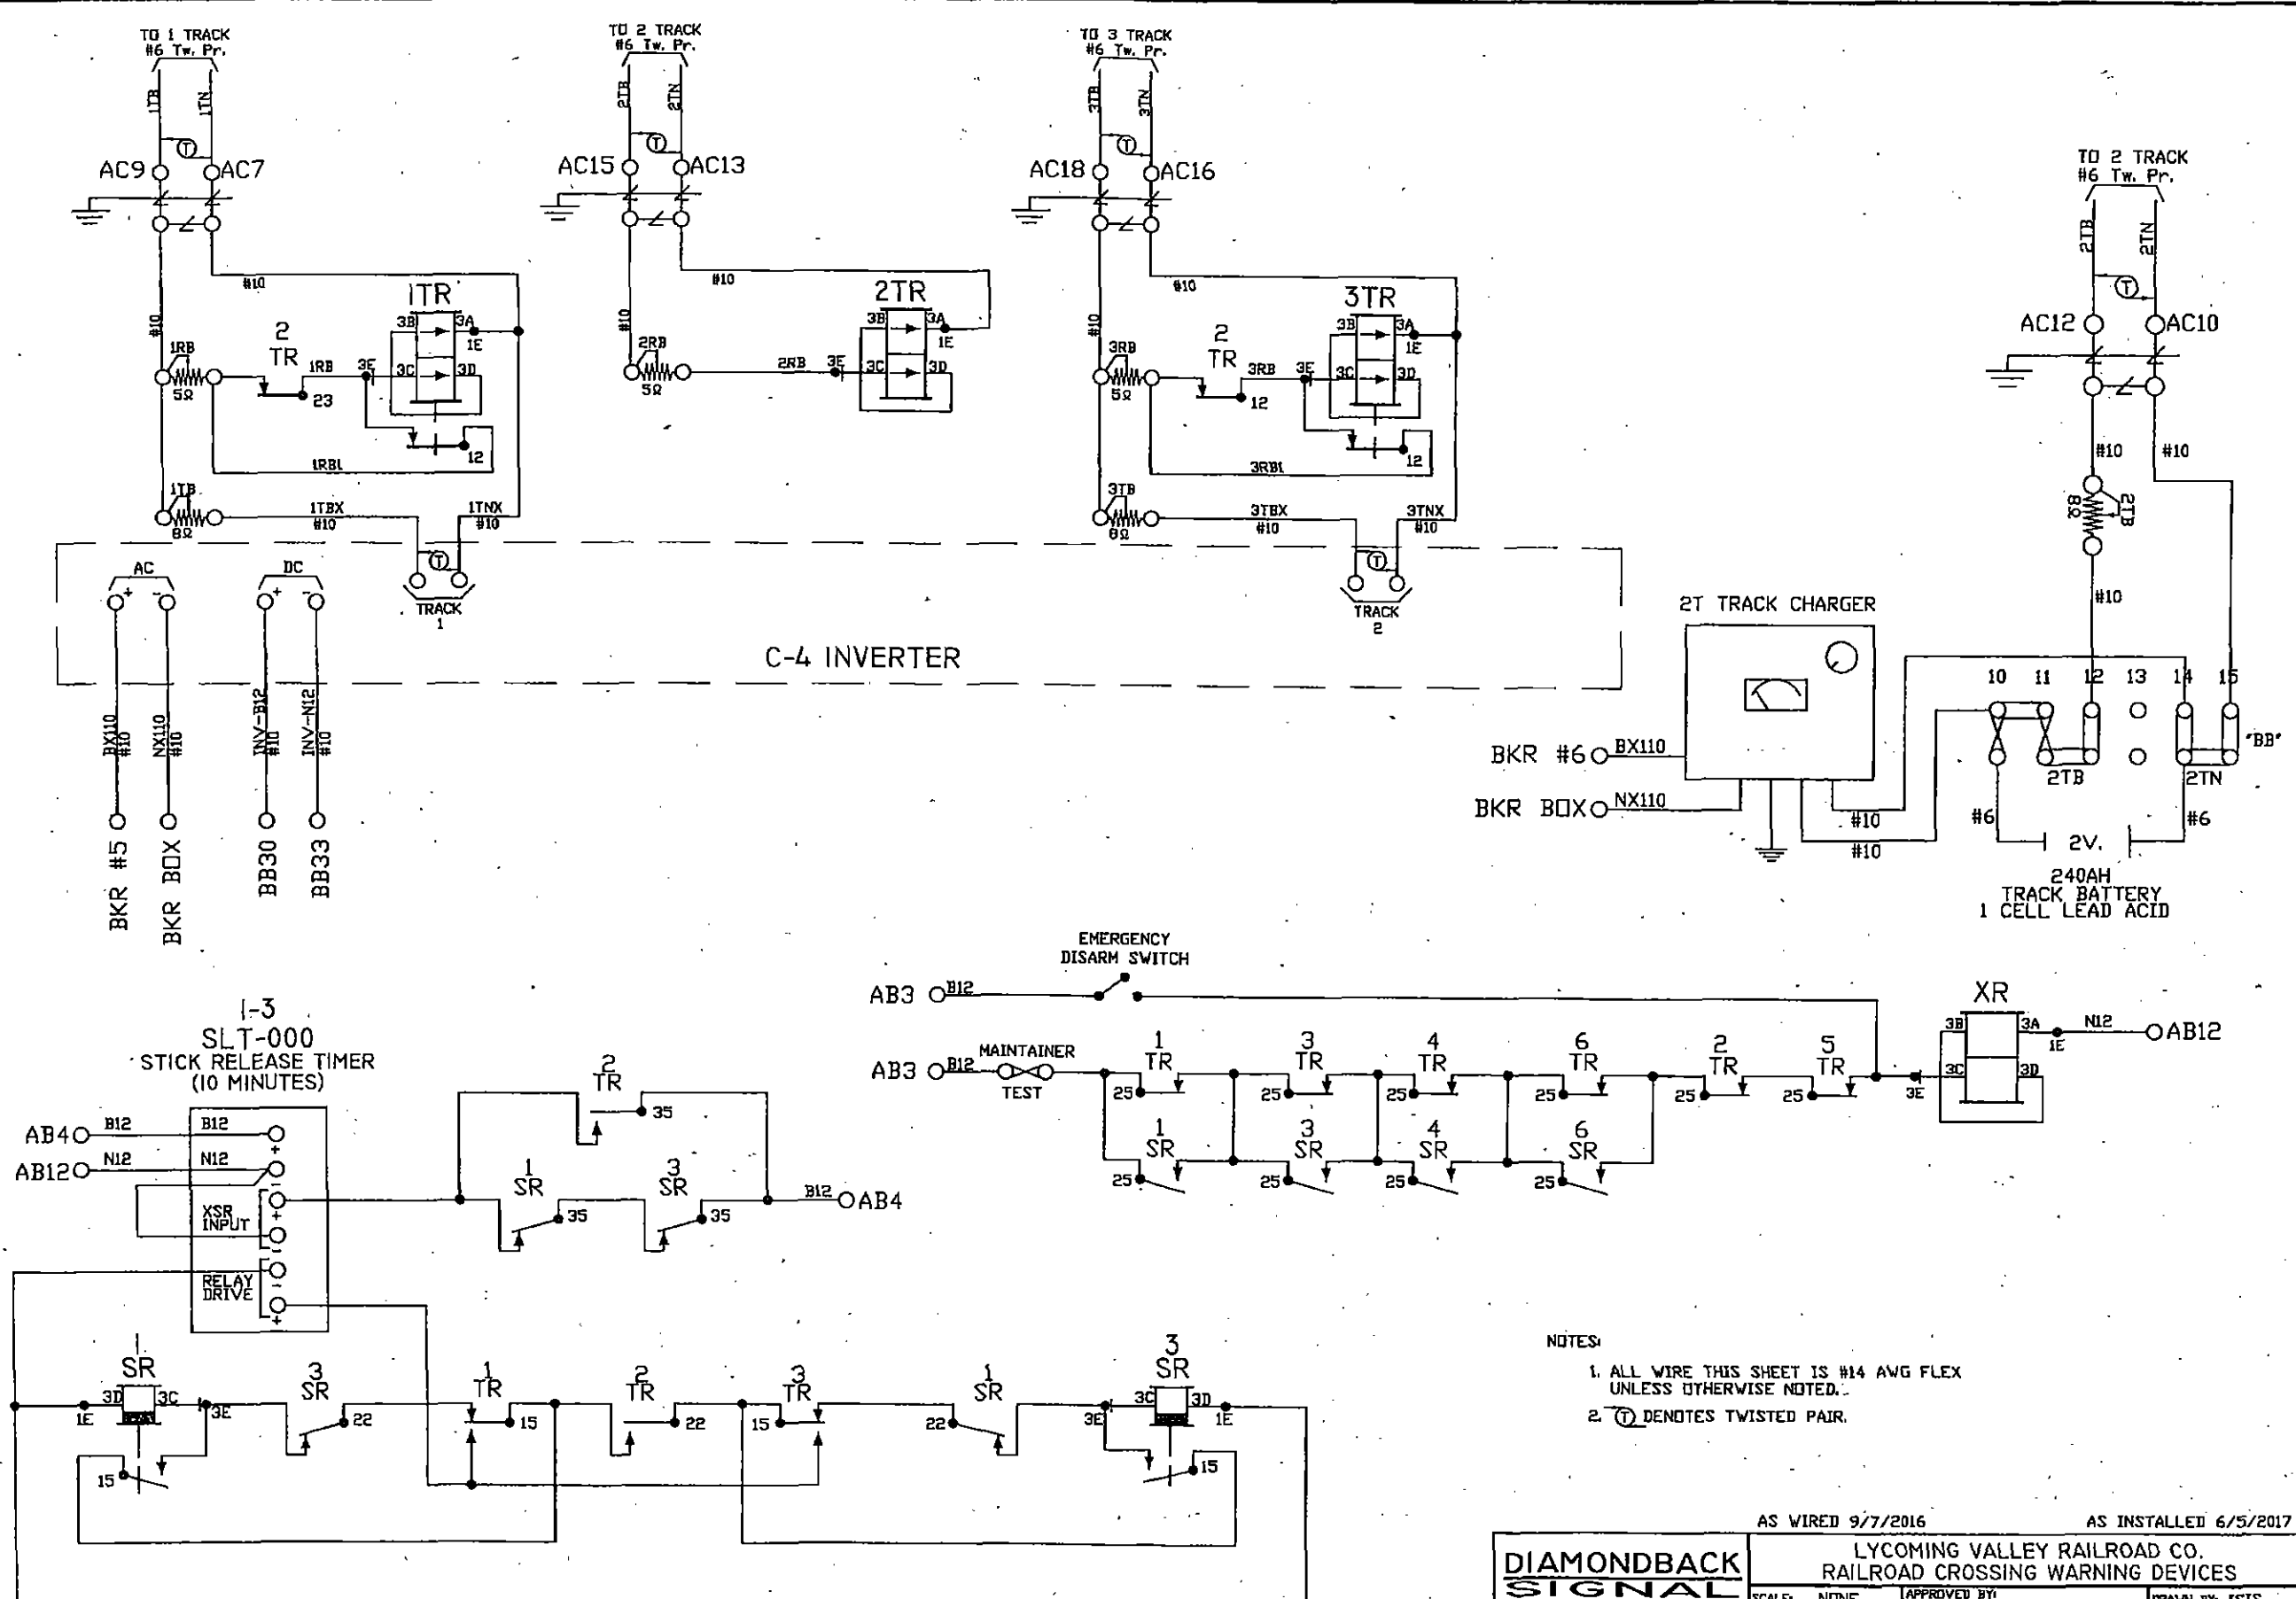 TO 1 TRACK
#6 Tw. Pr.
1TB
1TN
T
AC9
AC7
#10
#10
1RB
5Ω
2
TR
23
1RB
3E
1TR
3B
3A
1E
3C
3D
12
1RB1
1TB
8Ω
1TBX
#10
1TNX
#10
T
TRACK
1
TO 2 TRACK
#6 Tw. Pr.
2TB
2TN
T
AC15
AC13
#10
#10
2RB
5Ω
2RB
3E
2TR
3B
3A
1E
3C
3D
TO 3 TRACK
#6 Tw. Pr.
3TB
3TN
T
AC18
AC16
#10
#10
3RB
5Ω
2
TR
12
3RB
3E
3TR
3B
3A
1E
3C
3D
12
3RB1
3TB
8Ω
3TBX
#10
3TNX
#10
T
TRACK
2
TO 2 TRACK
#6 Tw. Pr.
2TB
2TN
T
AC12
AC10
#10
#10
8Ω
2TB
#10
AC
+ -
DC
+ -
C-4 INVERTER
BX110
#10
NX110
#10
INV-B12
#10
INV-N12
#10
BKR #5
BKR BOX
BB30
BB33
2T TRACK CHARGER
BKR #6
BX110
BKR BOX
NX110
#10
#10
10 11 12 13 14 15
"BB"
2TB
2TN
#6
#6
2V.
240AH
TRACK BATTERY
1 CELL LEAD ACID
EMERGENCY
DISARM SWITCH
AB3
B12
AB3
B12
MAINTAINER
TEST
1
TR
25
3
TR
25
4
TR
25
6
TR
25
2
TR
25
5
TR
25
3E
XR
3B
3A
1E
3C
3D
N12
AB12
1
SR
25
3
SR
25
4
SR
25
6
SR
25
1-3
SLT-000
STICK RELEASE TIMER
(10 MINUTES)
AB4
B12
B12
+
AB12
N12
N12
-
XSR
INPUT
+
-
RELAY
DRIVE
-
+
2
TR
35
1
SR
35
3
SR
35
B12
AB4
1
SR
3D
3C
1E
3E
15
3
SR
22
1
TR
15
2
TR
22
3
TR
15
1
SR
22
3
SR
3E
3C
3D
1E
15
NOTES:
1. ALL WIRE THIS SHEET IS #14 AWG FLEX
UNLESS OTHERWISE NOTED.
2. T DENOTES TWISTED PAIR.
AS WIRED 9/7/2016
AS INSTALLED 6/5/2017
DIAMONDBACK
SIGNAL
LYCOMING VALLEY RAILROAD CO.
RAILROAD CROSSING WARNING DEVICES
SCALE: NONE
APPROVED BY: